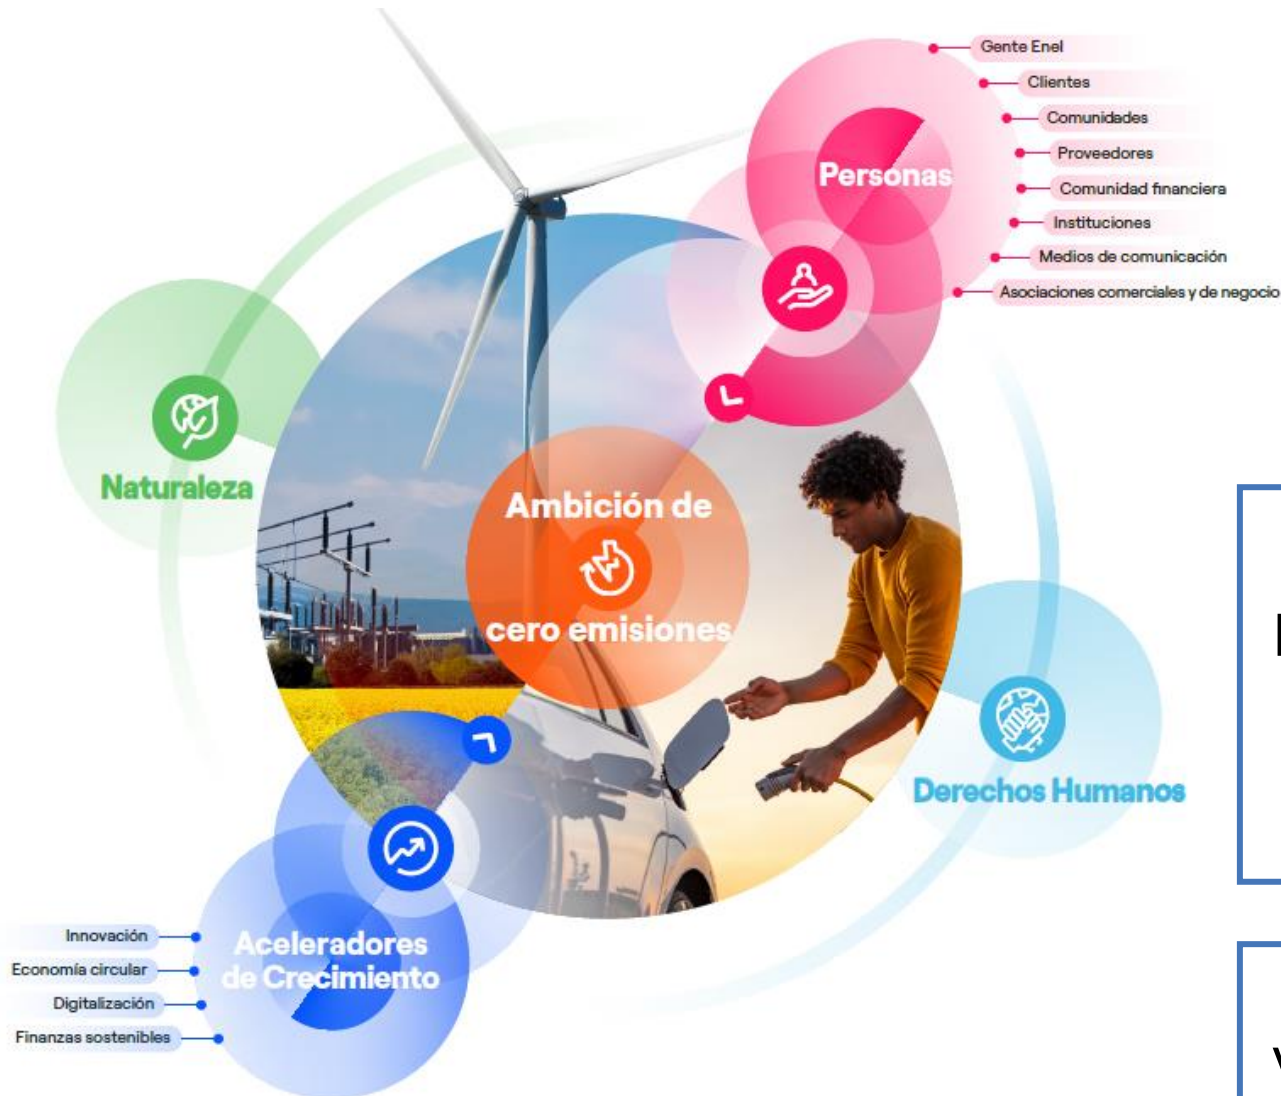 Gente Enel
Clientes
Comunidades
Proveedores
Comunidad financiera
Instituciones
Medios de comunicación
Asociaciones comerciales y de negocio
Personas
Naturaleza
Ambición de
cero emisiones
Derechos Humanos
Aceleradores
de Crecimiento
Innovación
Economía circular
Digitalización
Finanzas sostenibles